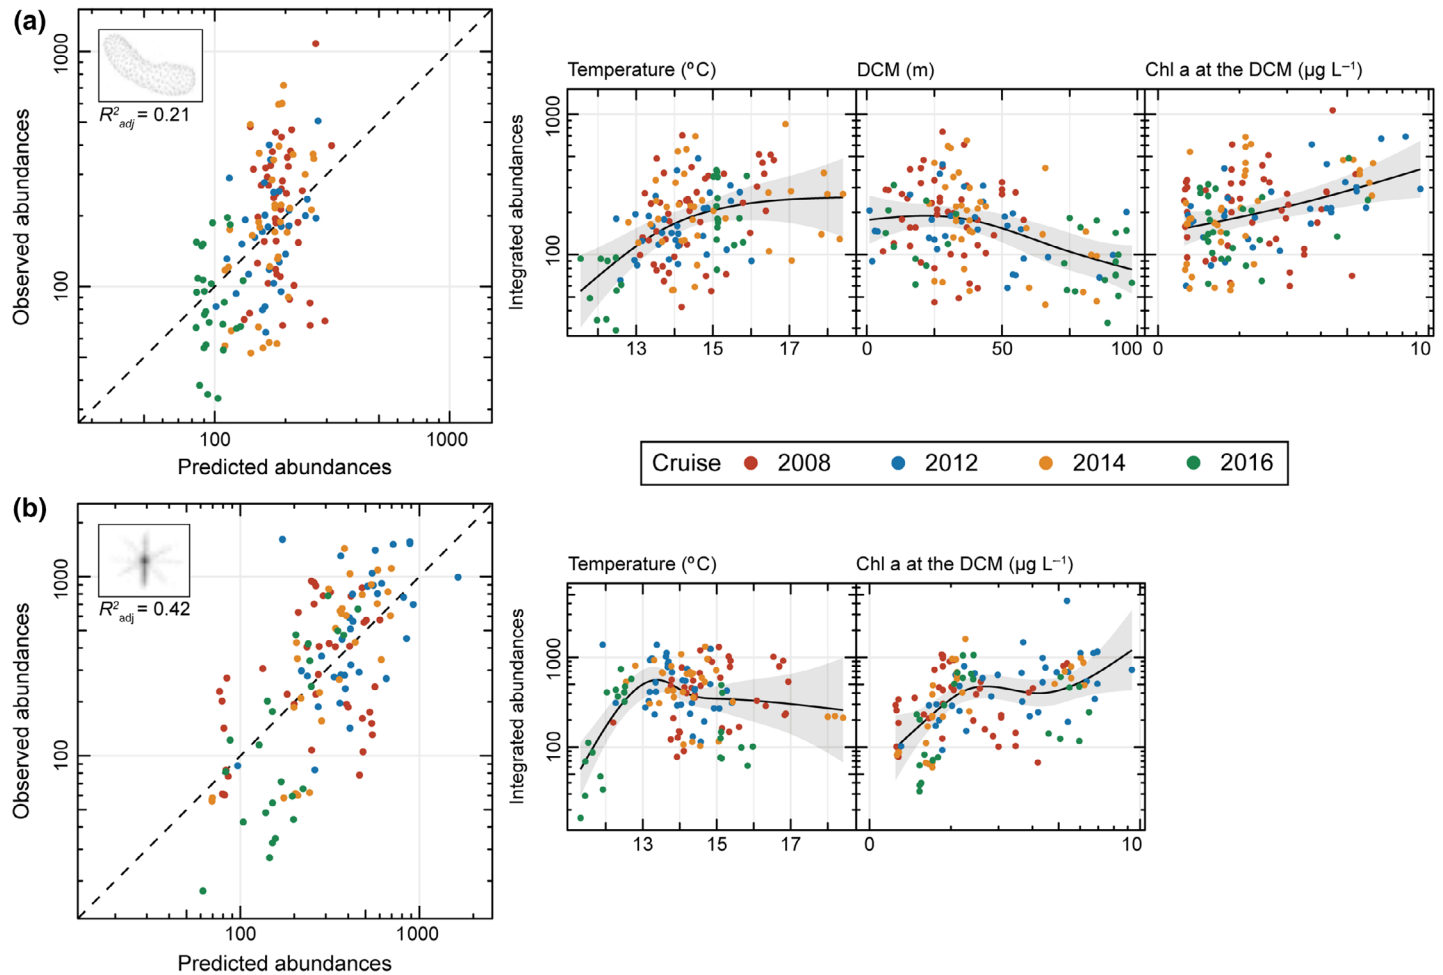 (a)
1000
100
Observed abundances
R²adj = 0.21
100 1000
Predicted abundances
Temperature (°C) DCM (m) Chl a at the DCM (µg L–1)
1000
100
Integrated abundances
13 15 17 0 50 100 0 10
Cruise 2008 2012 2014 2016
(b)
1000
100
Observed abundances
R²adj = 0.42
100 1000
Predicted abundances
Temperature (°C) Chl a at the DCM (µg L–1)
1000
100
Integrated abundances
13 15 17 0 10